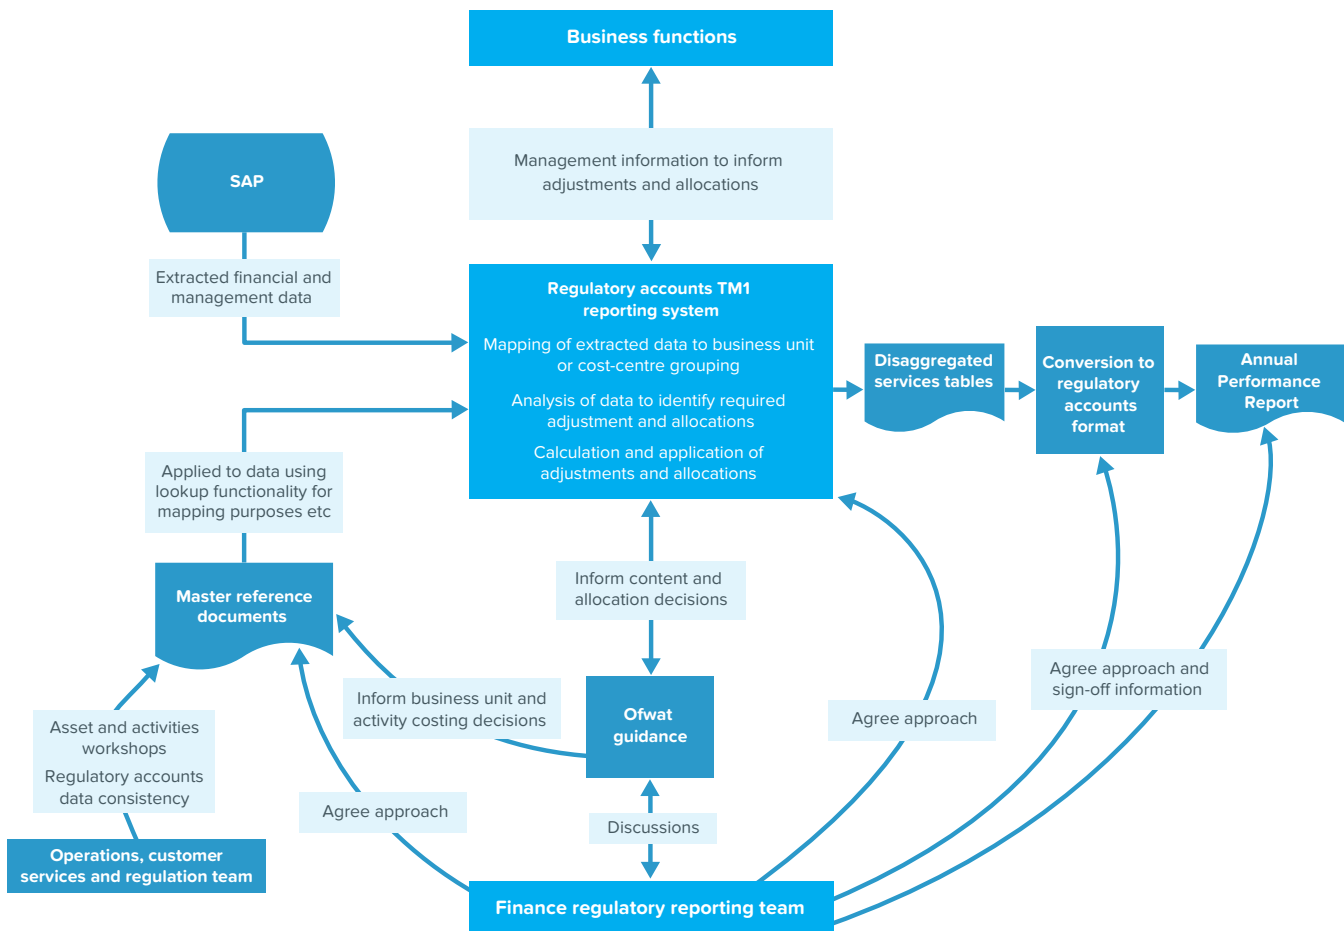 Business functions
Management information to inform
adjustments and allocations
SAP
Extracted financial and
management data
Regulatory accounts TM1
reporting system
Mapping of extracted data to business unit
or cost-centre grouping
Analysis of data to identify required
adjustment and allocations
Calculation and application of
adjustments and allocations
Disaggregated
services tables
Conversion to
regulatory
accounts
format
Annual
Performance
Report
Applied to data using
lookup functionality for
mapping purposes etc
Master reference
documents
Inform content and
allocation decisions
Inform business unit and
activity costing decisions
Ofwat
guidance
Agree approach
Agree approach and
sign-off information
Asset and activities
workshops
Regulatory accounts
data consistency
Agree approach
Discussions
Operations, customer
services and regulation team
Finance regulatory reporting team